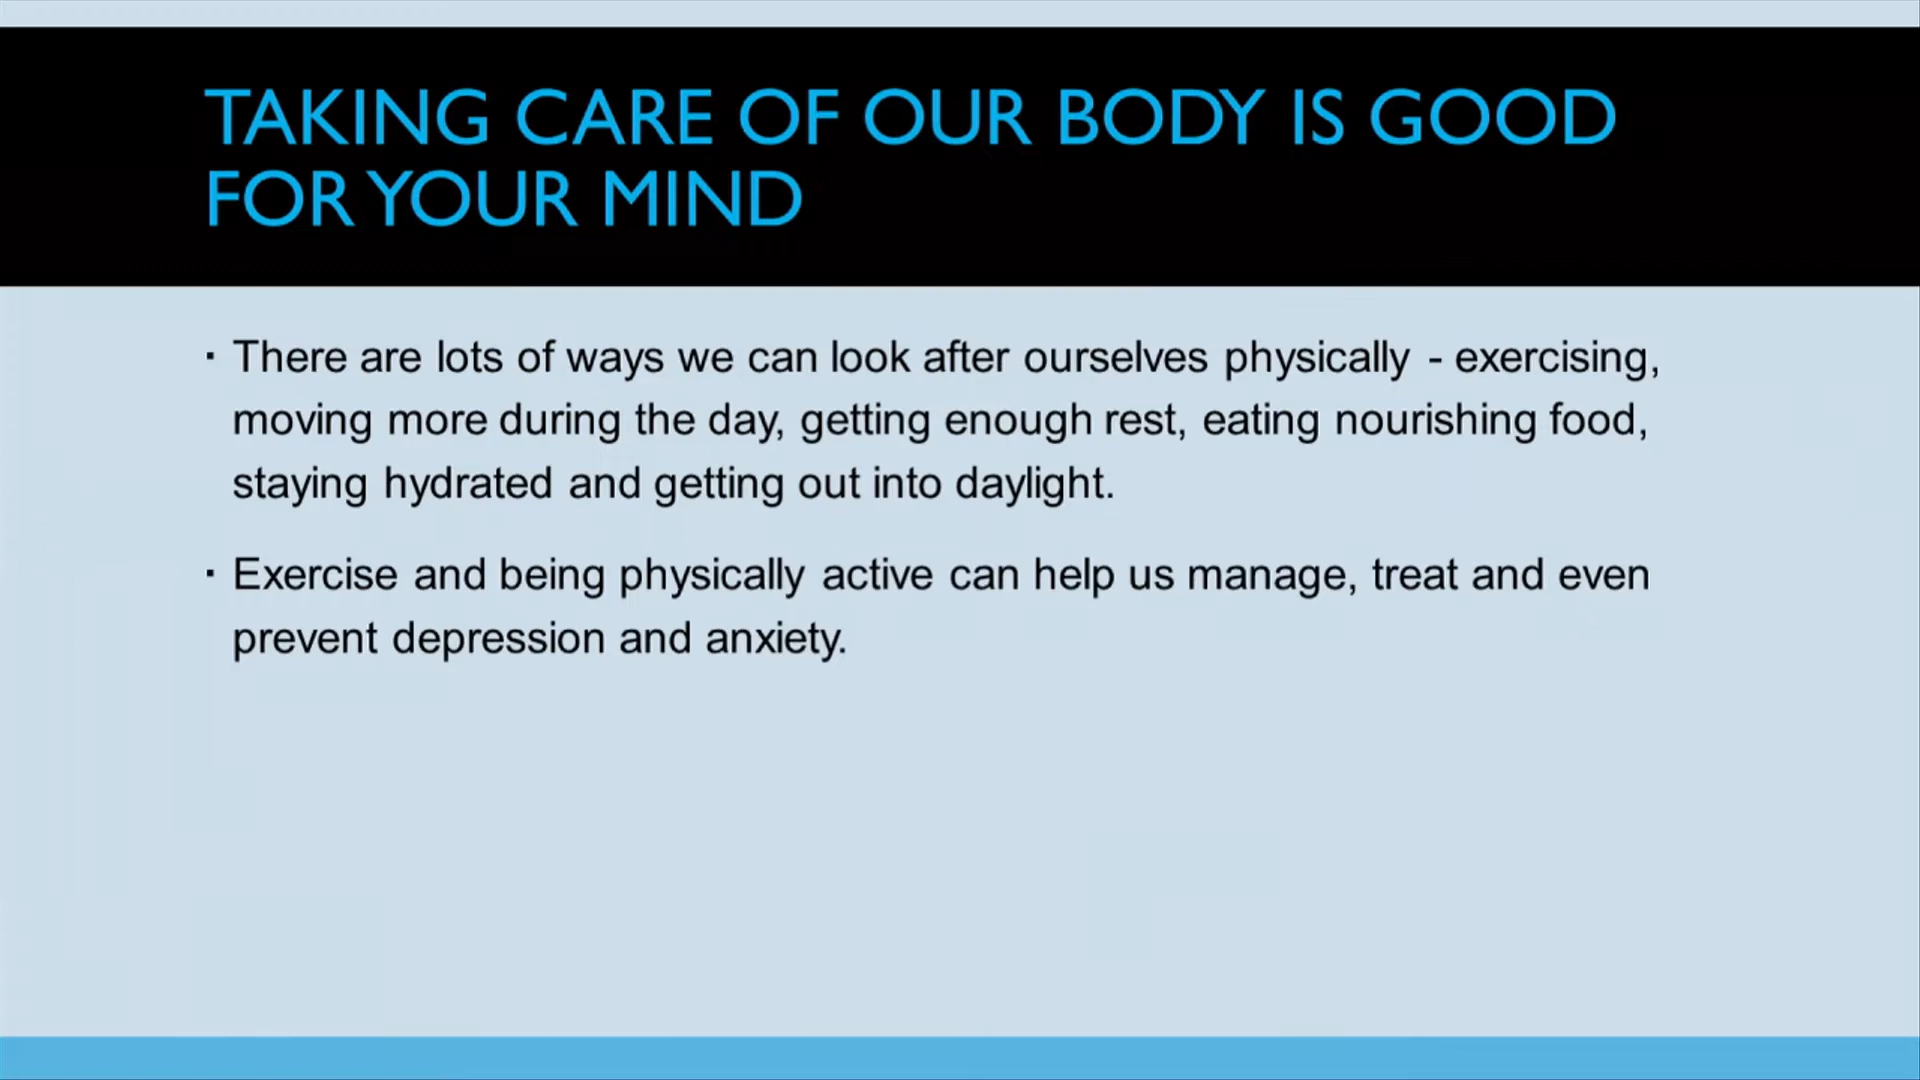 TAKING CARE OF OUR BODY IS GOOD
FOR YOUR MIND
▪ There are lots of ways we can look after ourselves physically - exercising,
moving more during the day, getting enough rest, eating nourishing food,
staying hydrated and getting out into daylight.
▪ Exercise and being physically active can help us manage, treat and even
prevent depression and anxiety.